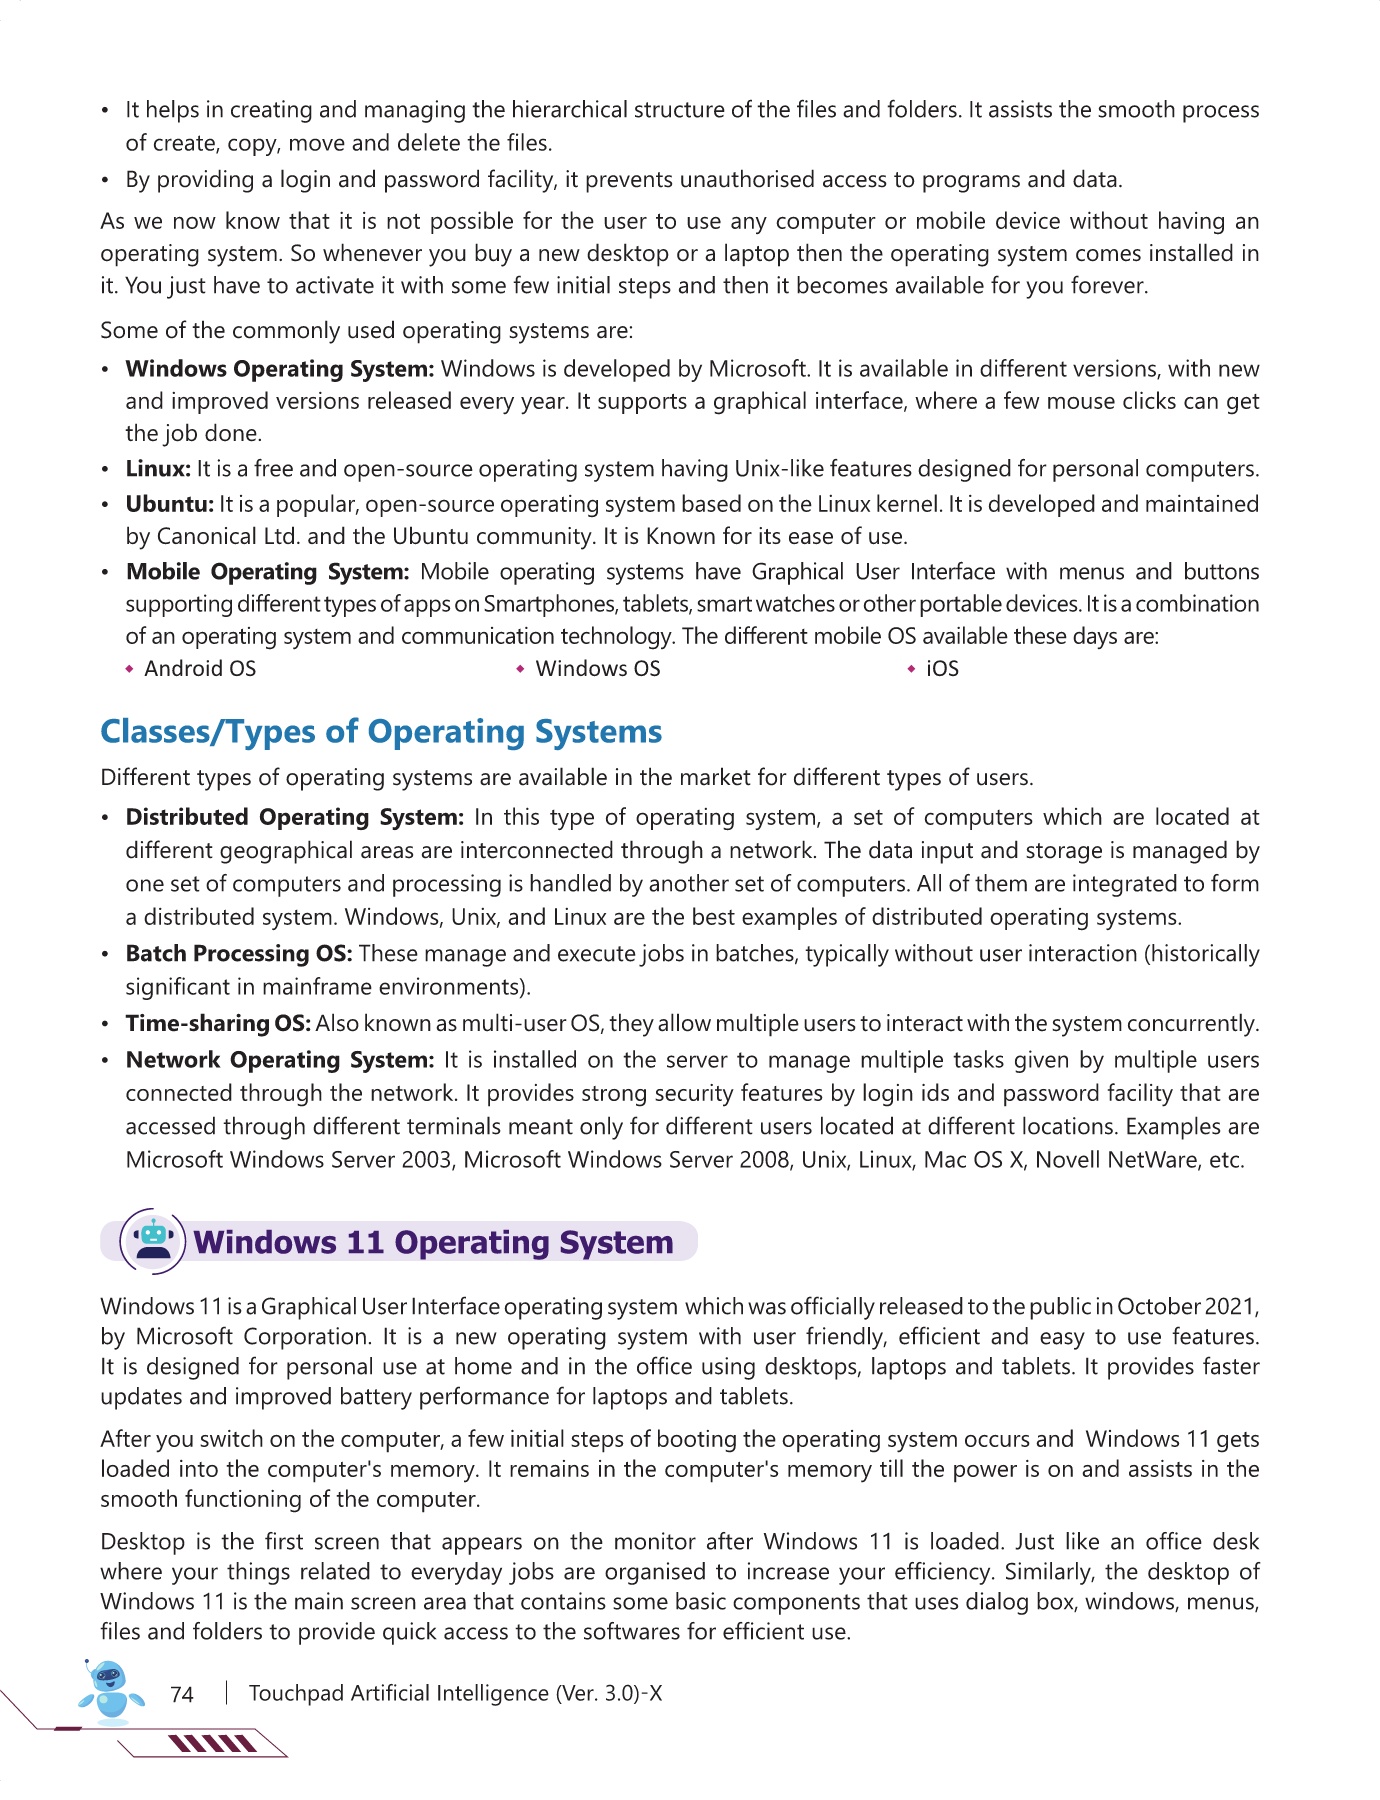 • It helps in creating and managing the hierarchical structure of the files and folders. It assists the smooth process
of create, copy, move and delete the files.
• By providing a login and password facility, it prevents unauthorised access to programs and data.
As we now know that it is not possible for the user to use any computer or mobile device without having an
operating system. So whenever you buy a new desktop or a laptop then the operating system comes installed in
it. You just have to activate it with some few initial steps and then it becomes available for you forever.
Some of the commonly used operating systems are:
• Windows Operating System: Windows is developed by Microsoft. It is available in different versions, with new
and improved versions released every year. It supports a graphical interface, where a few mouse clicks can get
the job done.
• Linux: It is a free and open-source operating system having Unix-like features designed for personal computers.
• Ubuntu: It is a popular, open-source operating system based on the Linux kernel. It is developed and maintained
by Canonical Ltd. and the Ubuntu community. It is Known for its ease of use.
• Mobile Operating System: Mobile operating systems have Graphical User Interface with menus and buttons
supporting different types of apps on Smartphones, tablets, smart watches or other portable devices. It is a combination
of an operating system and communication technology. The different mobile OS available these days are:
◆ Android OS ◆ Windows OS ◆ iOS
Classes/Types of Operating Systems
Different types of operating systems are available in the market for different types of users.
• Distributed Operating System: In this type of operating system, a set of computers which are located at
different geographical areas are interconnected through a network. The data input and storage is managed by
one set of computers and processing is handled by another set of computers. All of them are integrated to form
a distributed system. Windows, Unix, and Linux are the best examples of distributed operating systems.
• Batch Processing OS: These manage and execute jobs in batches, typically without user interaction (historically
significant in mainframe environments).
• Time-sharing OS: Also known as multi-user OS, they allow multiple users to interact with the system concurrently.
• Network Operating System: It is installed on the server to manage multiple tasks given by multiple users
connected through the network. It provides strong security features by login ids and password facility that are
accessed through different terminals meant only for different users located at different locations. Examples are
Microsoft Windows Server 2003, Microsoft Windows Server 2008, Unix, Linux, Mac OS X, Novell NetWare, etc.
Windows 11 Operating System
Windows 11 is a Graphical User Interface operating system which was officially released to the public in October 2021,
by Microsoft Corporation. It is a new operating system with user friendly, efficient and easy to use features.
It is designed for personal use at home and in the office using desktops, laptops and tablets. It provides faster
updates and improved battery performance for laptops and tablets.
After you switch on the computer, a few initial steps of booting the operating system occurs and Windows 11 gets
loaded into the computer's memory. It remains in the computer's memory till the power is on and assists in the
smooth functioning of the computer.
Desktop is the first screen that appears on the monitor after Windows 11 is loaded. Just like an office desk
where your things related to everyday jobs are organised to increase your efficiency. Similarly, the desktop of
Windows 11 is the main screen area that contains some basic components that uses dialog box, windows, menus,
files and folders to provide quick access to the softwares for efficient use.
74 | Touchpad Artificial Intelligence (Ver. 3.0)-X